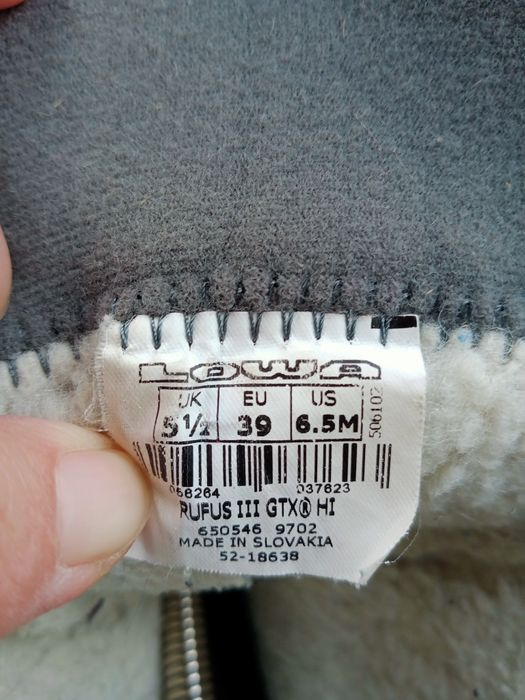 LOWA
UK EU US
5½ 39 6.5M
506102
066264 037623
RUFUS III GTX® HI
650546 9702
MADE IN SLOVAKIA
52-18638